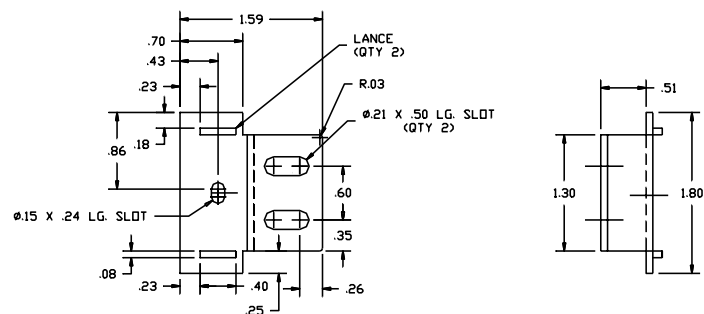 1.59
.70
.43
.23
LANCE
(QTY 2)
R.03
Ø.21 X .50 LG. SLOT
(QTY 2)
.18
.86
.60
.35
Ø.15 X .24 LG. SLOT
.08
.23
.40
.25
.26
.51
1.30
1.80